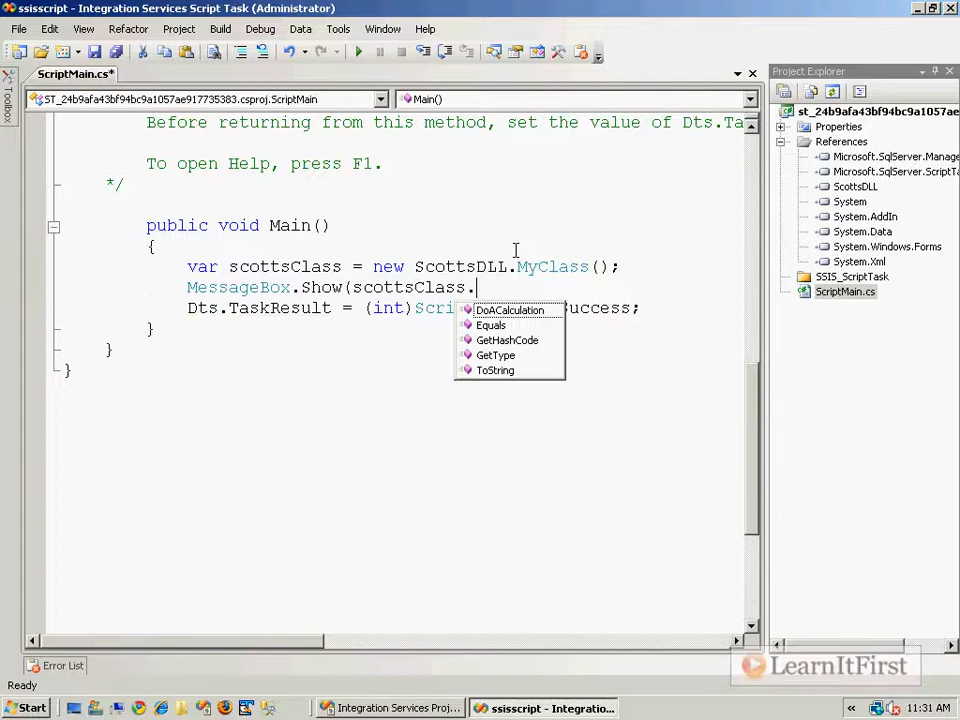 ssisscript - Integration Services Script Task (Administrator)
File Edit View Refactor Project Build Debug Data Tools Window Help
ScriptMain.cs*
Project Explorer
ST_24b9afa43bf94bc9a1057ae917735383.csproj.ScriptMain
Main()
Toolbox
Before returning from this method, set the value of Dts.Ta
To open Help, press F1.
*/
public void Main()
{
var scottsClass = new ScottsDLL.MyClass();
MessageBox.Show(scottsClass.
Dts.TaskResult = (int)Scri
Success;
}
}
}
DoACalculation
Equals
GetHashCode
GetType
ToString
st_24b9afa43bf94bc9a1057ae
Properties
References
Microsoft.SqlServer.Manage
Microsoft.SqlServer.ScriptTa
ScottsDLL
System
System.AddIn
System.Data
System.Windows.Forms
System.Xml
SSIS_ScriptTask
ScriptMain.cs
Error List
LearnItFirst
Ready
Start
Integration Services Proj...
ssisscript - Integratio...
11:31 AM